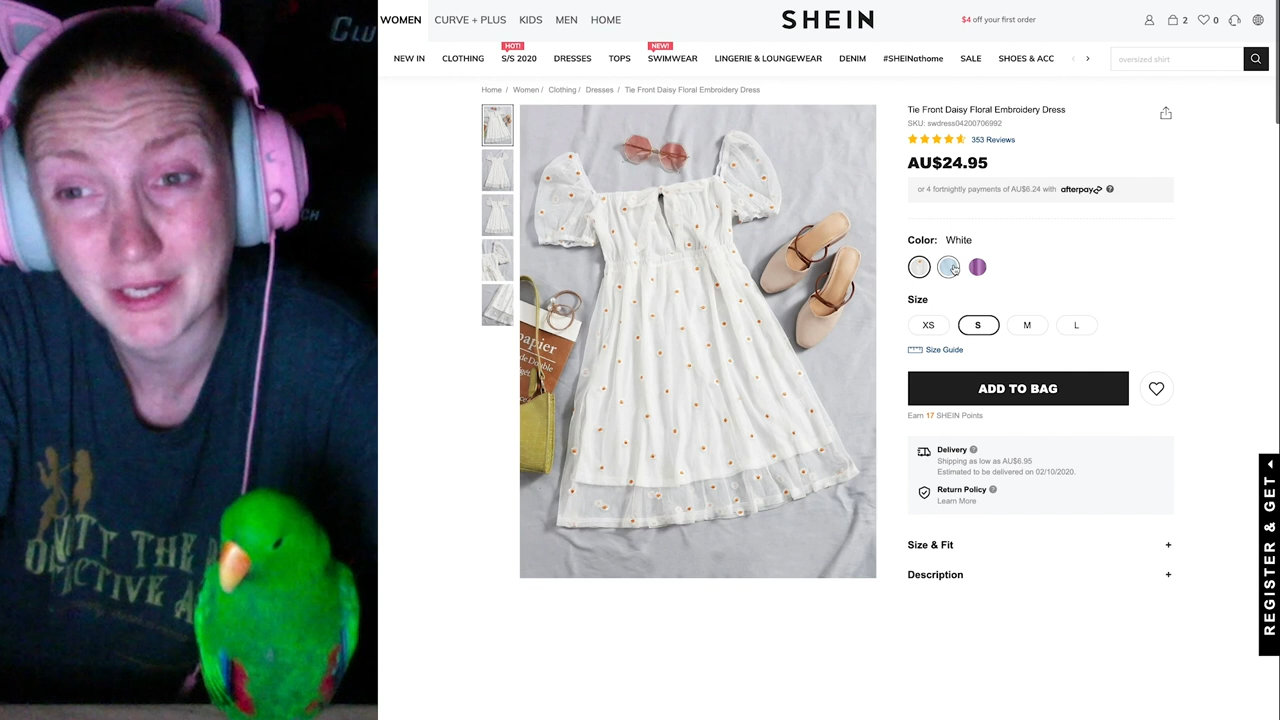 WOMEN
CURVE + PLUS
KIDS
MEN
HOME
SHEIN
$4 off your first order
2
0
NEW IN
CLOTHING
HOT!
S/S 2020
DRESSES
TOPS
NEW!
SWIMWEAR
LINGERIE & LOUNGEWEAR
DENIM
#SHEINathome
SALE
SHOES & ACC
oversized shirt
Home / Women / Clothing / Dresses / Tie Front Daisy Floral Embroidery Dress
Tie Front Daisy Floral Embroidery Dress
SKU: swdress04200706992
353 Reviews
AU$24.95
or 4 fortnightly payments of AU$6.24 with afterpay
Color: White
Size
XS
S
M
L
Size Guide
ADD TO BAG
Earn 17 SHEIN Points
Delivery
Shipping as low as AU$6.95
Estimated to be delivered on 02/10/2020.
Return Policy
Learn More
Size & Fit
+
Description
+
REGISTER & GET
papier
THE